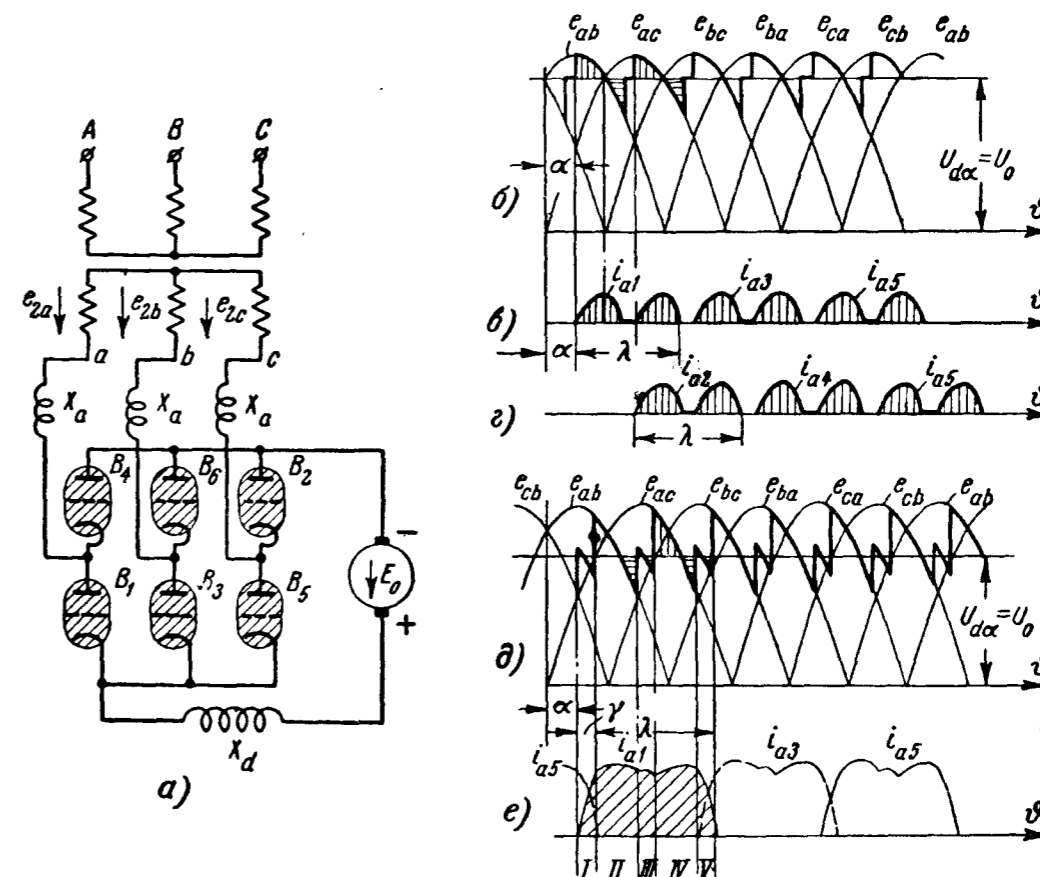 A B C
e2a e2b e2c
a b c
Xa Xa Xa
B4 B6 B2
B1 B3 B5
−
E0
+
Xd
а)
eab eac ebc eba eca ecb eab
α
Udα=U0
б)
ϑ
ia1 ia3 ia5
в)
ϑ
α λ
ia2 ia4 ia5
г)
ϑ
λ
ecb eab eac ebc eba eca ecb eab
Udα=U0
д)
α γ λ
ia5 ia1 ia3 ia5
е)
ϑ
I II III IV V